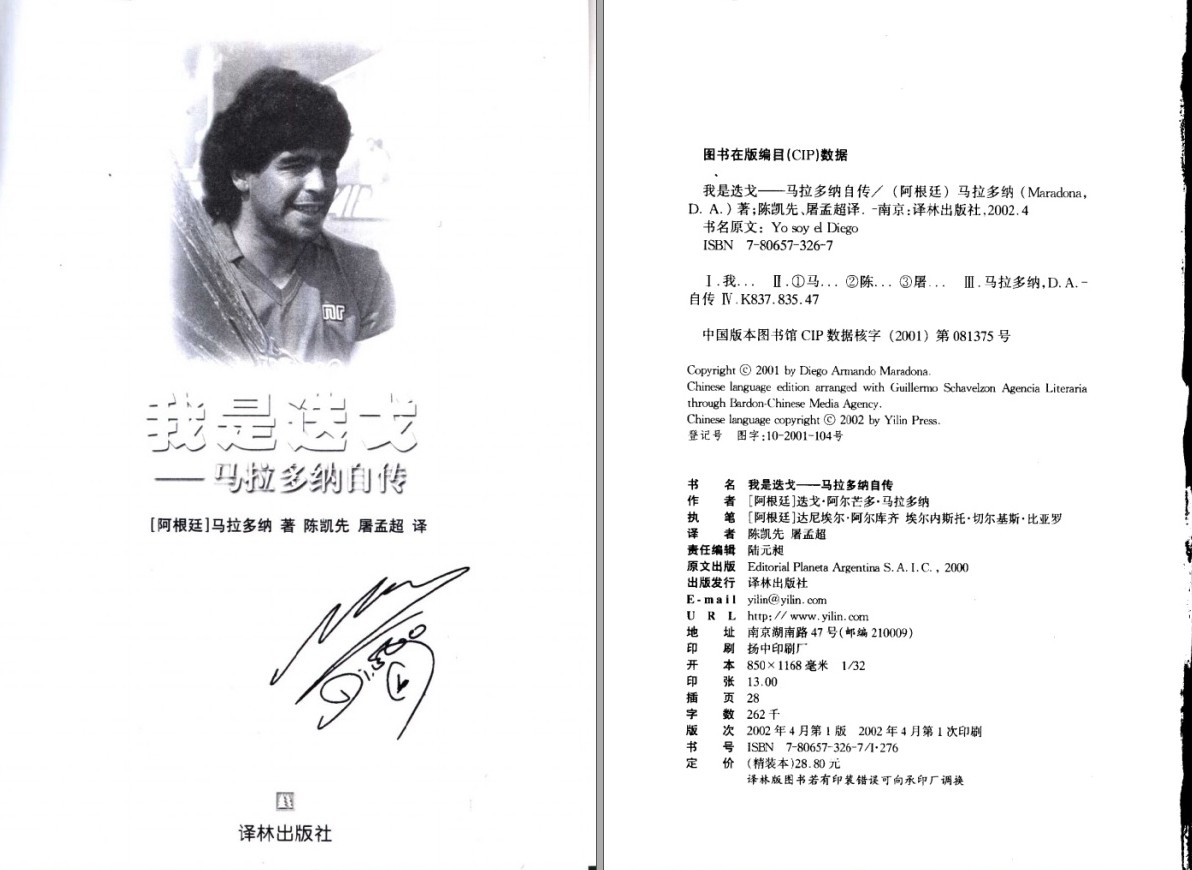 nr
我是迭戈
——马拉多纳自传
[阿根廷]马拉多纳 著 陈凯先 屠孟超 译
Diego
译林出版社
图书在版编目(CIP)数据
我是迭戈——马拉多纳自传／（阿根廷）马拉多纳（Maradona,
D. A.）著;陈凯先、屠孟超译. -南京:译林出版社,2002.4
书名原文: Yo soy el Diego
ISBN 7-80657-326-7
Ⅰ.我… Ⅱ.①马… ②陈… ③屠… Ⅲ.马拉多纳,D.A.-
自传 Ⅳ.K837.835.47
中国版本图书馆 CIP 数据核字（2001）第 081375 号
Copyright © 2001 by Diego Armando Maradona.
Chinese language edition arranged with Guillermo Schavelzon Agencia Literaria
through Bardon-Chinese Media Agency.
Chinese language copyright © 2002 by Yilin Press.
登记号 图字:10-2001-104号
书 名 我是迭戈——马拉多纳自传
作 者 [阿根廷]迭戈·阿尔芒多·马拉多纳
执 笔 [阿根廷]达尼埃尔·阿尔库齐 埃尔内斯托·切尔基斯·比亚罗
译 者 陈凯先 屠孟超
责任编辑 陆元昶
原文出版 Editorial Planeta Argentina S.A.I.C., 2000
出版发行 译林出版社
E-mail yilin@yilin.com
U R L http://www.yilin.com
地 址 南京湖南路 47 号(邮编 210009)
印 刷 扬中印刷厂
开 本 850×1168 毫米 1/32
印 张 13.00
插 页 28
字 数 262 千
版 次 2002 年 4 月第 1 版 2002 年 4 月第 1 次印刷
书 号 ISBN 7-80657-326-7/I·276
定 价 (精装本)28.80 元
译林版图书若有印装错误可向承印厂调换